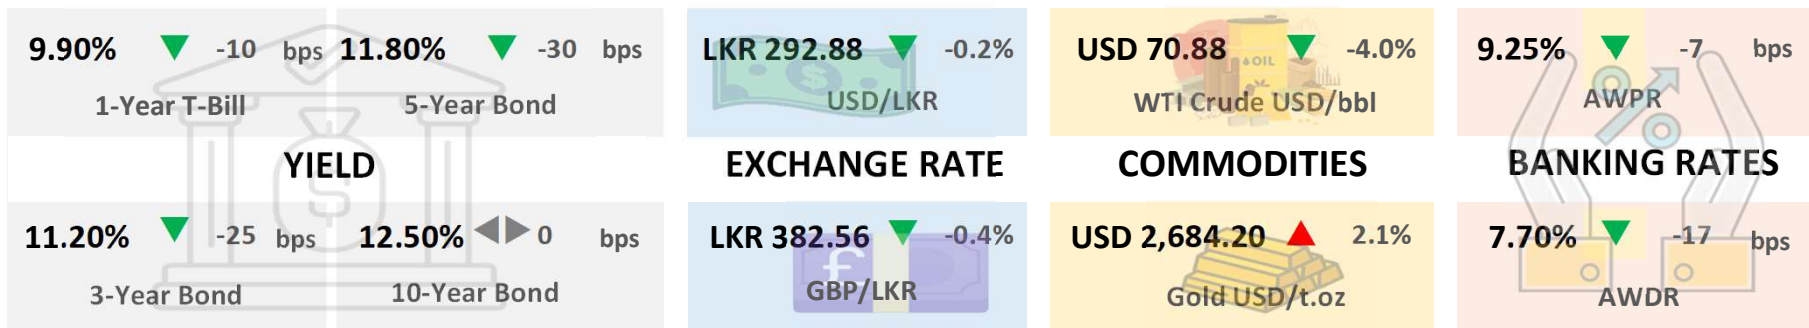 9.90% -10 bps 11.80% -30 bps LKR 292.88 -0.2% USD 70.88 -4.0% 9.25% -7 bps
1-Year T-Bill 5-Year Bond USD/LKR WTI Crude USD/bbl AWPR
OIL
YIELD EXCHANGE RATE COMMODITIES BANKING RATES
11.20% -25 bps 12.50% 0 bps LKR 382.56 -0.4% USD 2,684.20 2.1% 7.70% -17 bps
3-Year Bond 10-Year Bond GBP/LKR Gold USD/t.oz AWDR